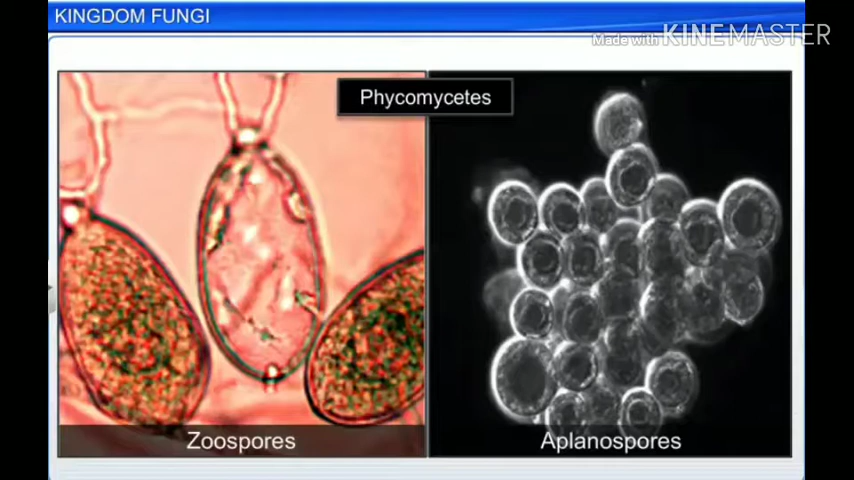 KINGDOM FUNGI
Made with KINEMASTER
Phycomycetes
Zoospores
Aplanospores